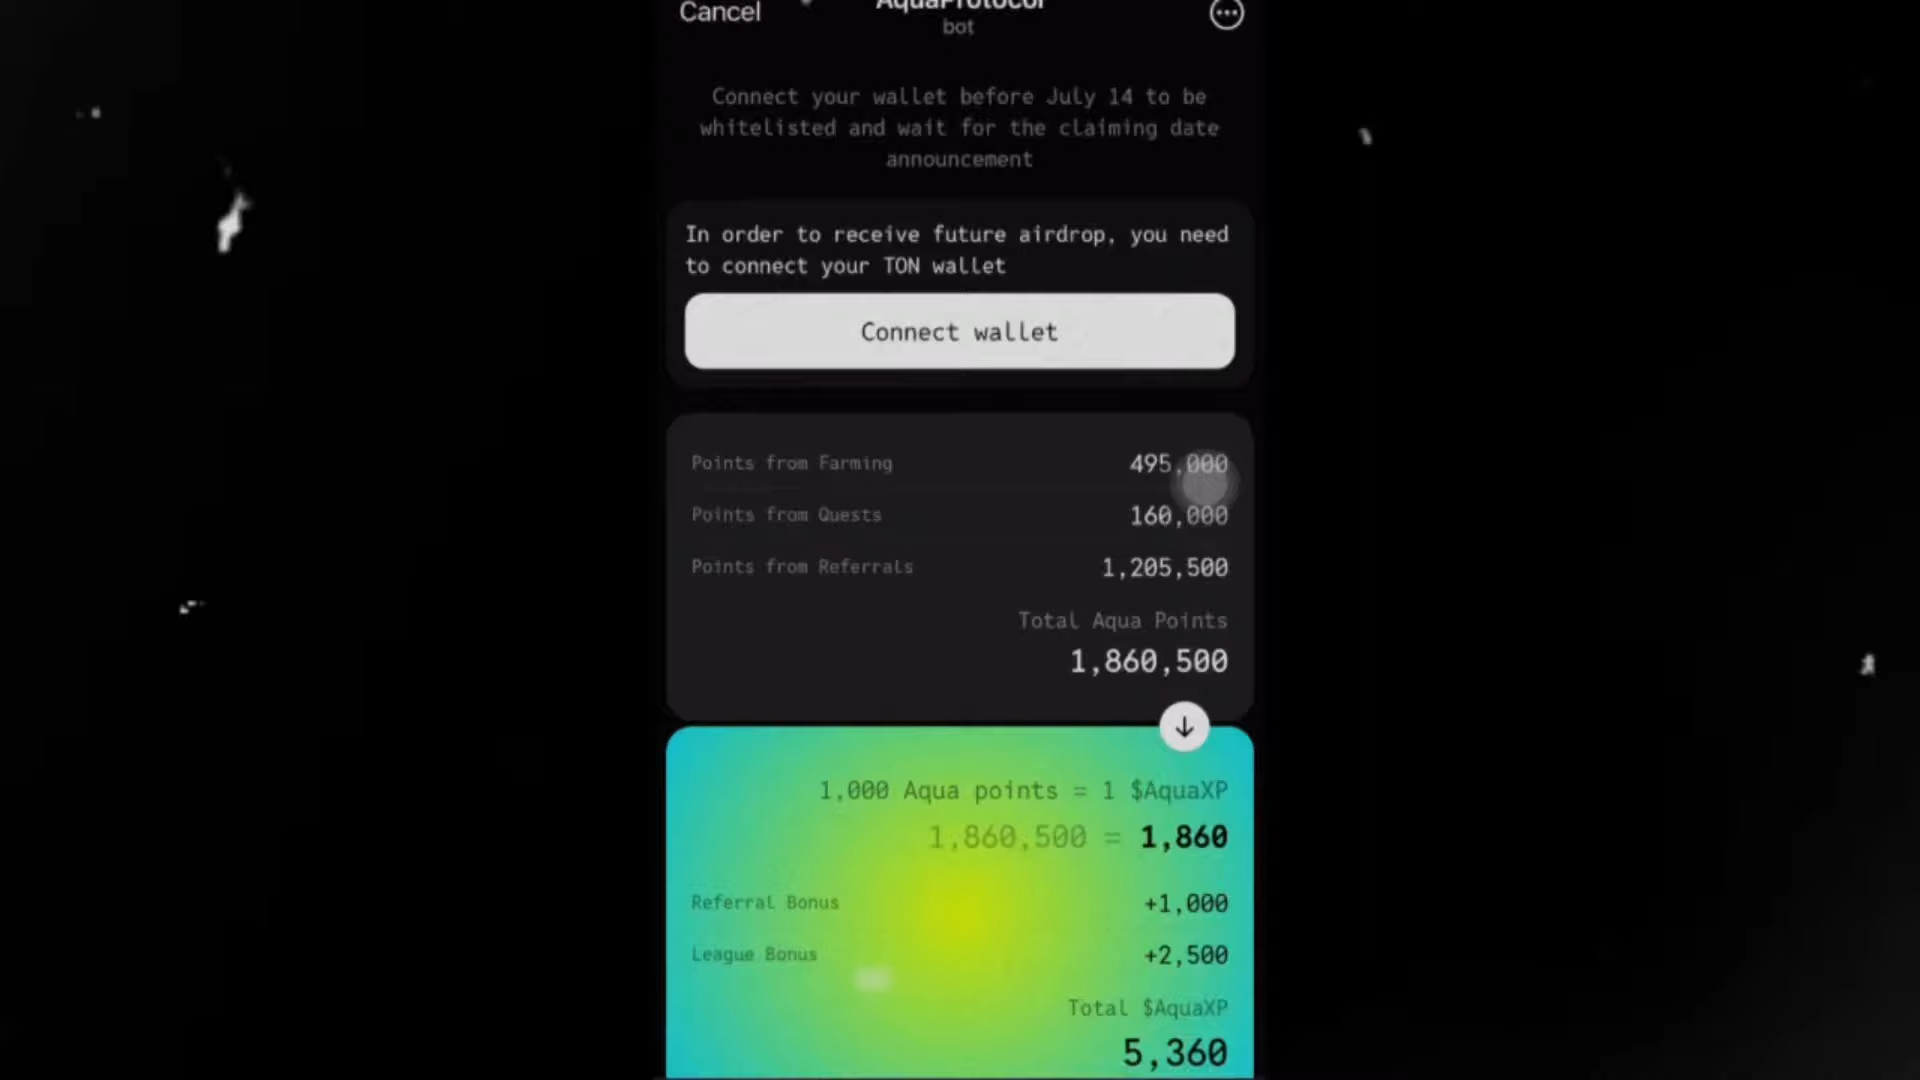 Cancel
AquaProtocol
bot
Connect your wallet before July 14 to be
whitelisted and wait for the claiming date
announcement
In order to receive future airdrop, you need
to connect your TON wallet
Connect wallet
Points from Farming 495,000
Points from Quests 160,000
Points from Referrals 1,205,500
Total Aqua Points
1,860,500
1,000 Aqua points = 1 $AquaXP
1,860,500 = 1,860
Referral Bonus +1,000
League Bonus +2,500
Total $AquaXP
5,360